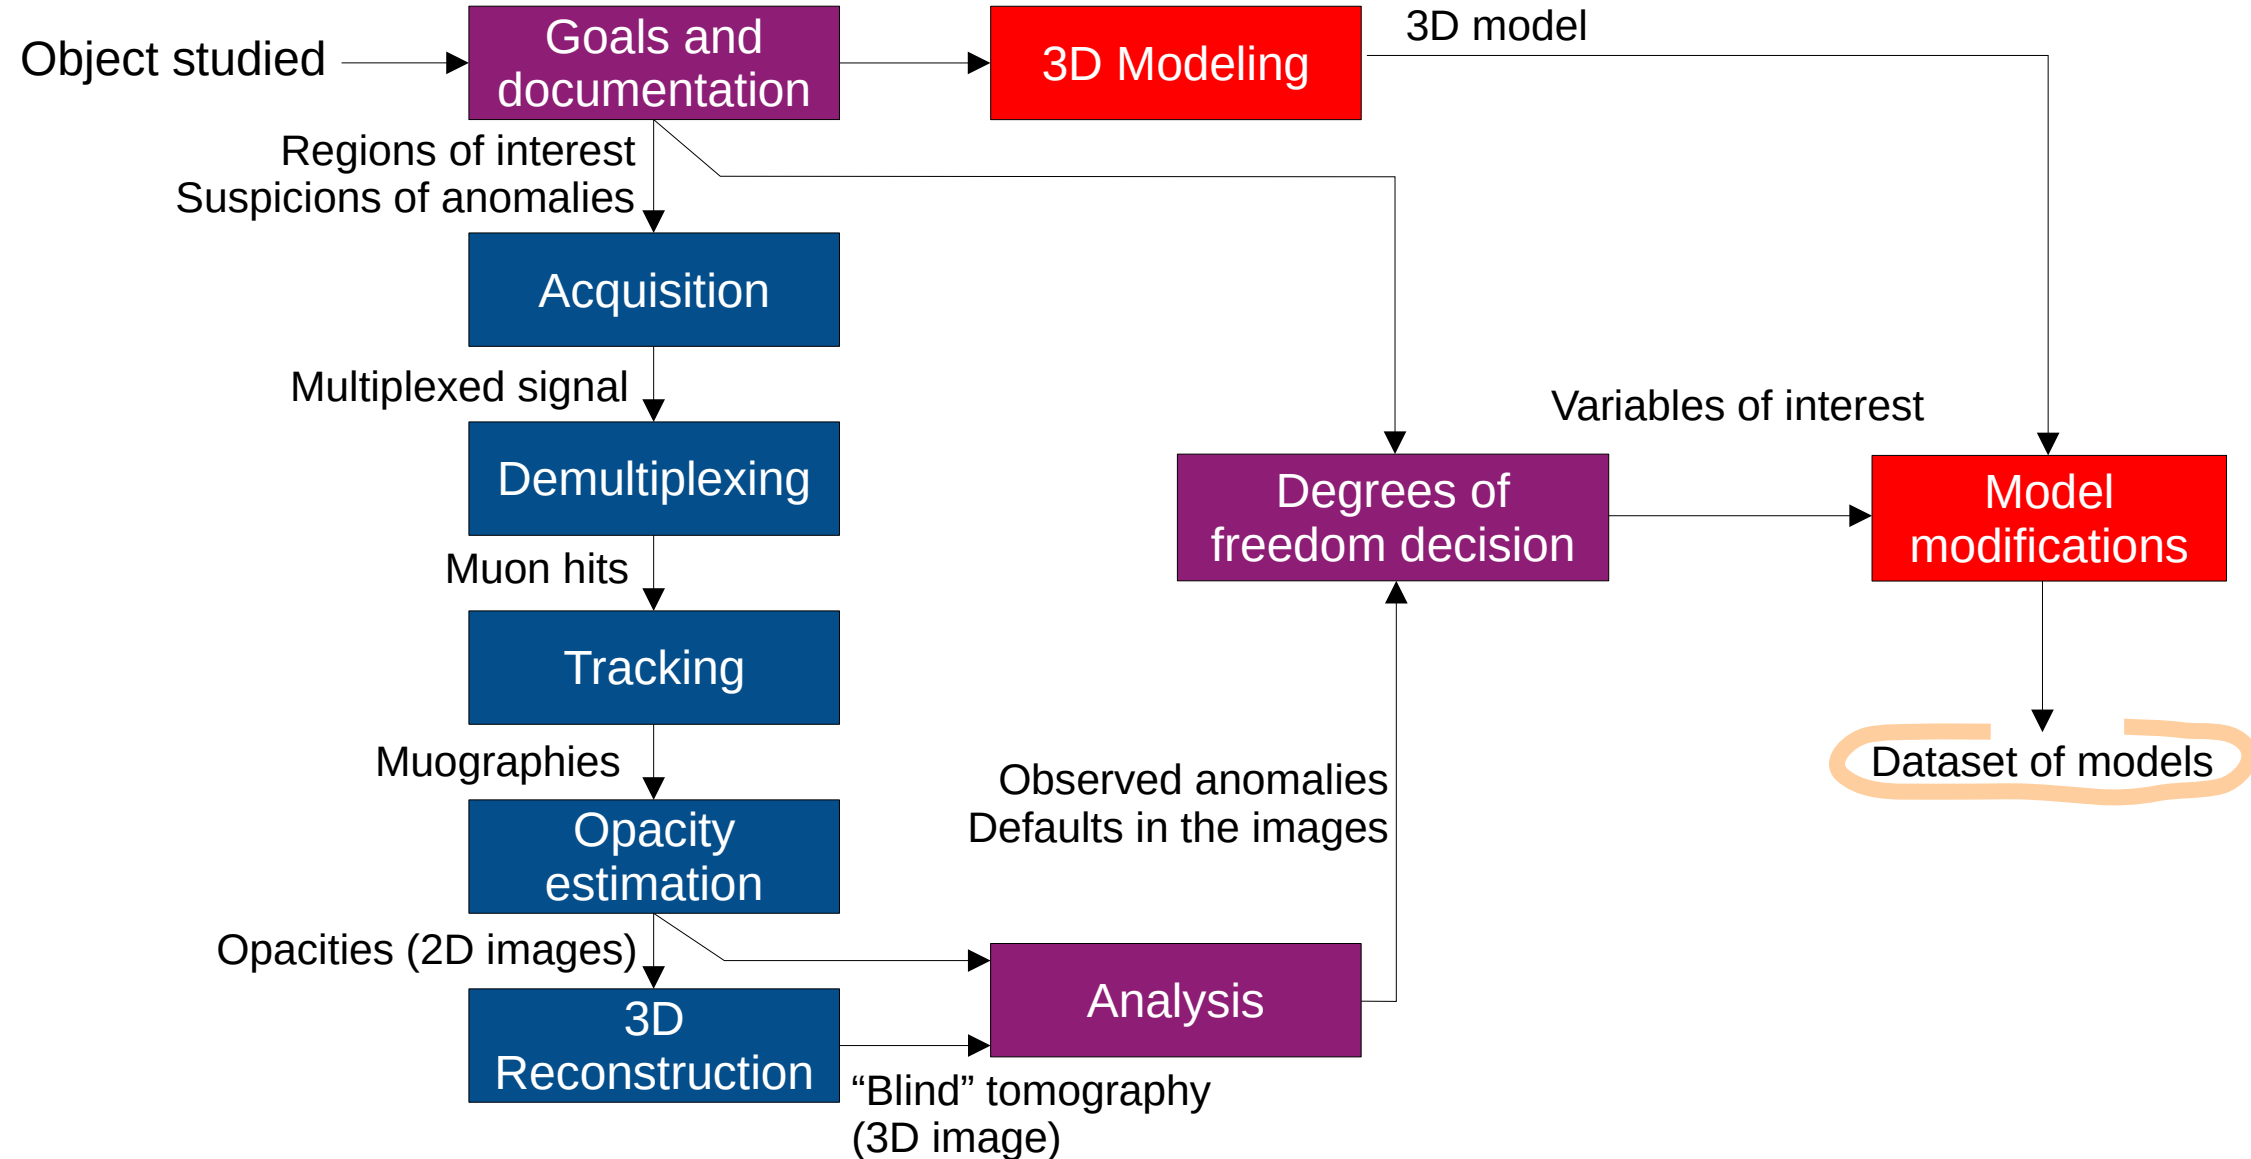 Object studied
Goals and
documentation
3D Modeling
3D model
Regions of interest
Suspicions of anomalies
Acquisition
Multiplexed signal
Demultiplexing
Muon hits
Tracking
Muographies
Opacity
estimation
Opacities (2D images)
3D
Reconstruction
“Blind” tomography
(3D image)
Analysis
Observed anomalies
Defaults in the images
Degrees of
freedom decision
Variables of interest
Model
modifications
Dataset of models